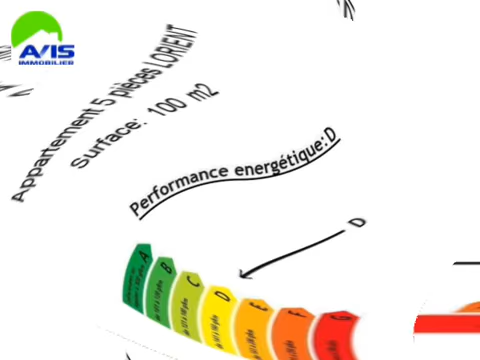 AVIS
IMMOBILIER
Appartement 5 pièces LORIENT
Surface: 100 m2
Performance energétique:D
D
A
B
C
D
E
F
G